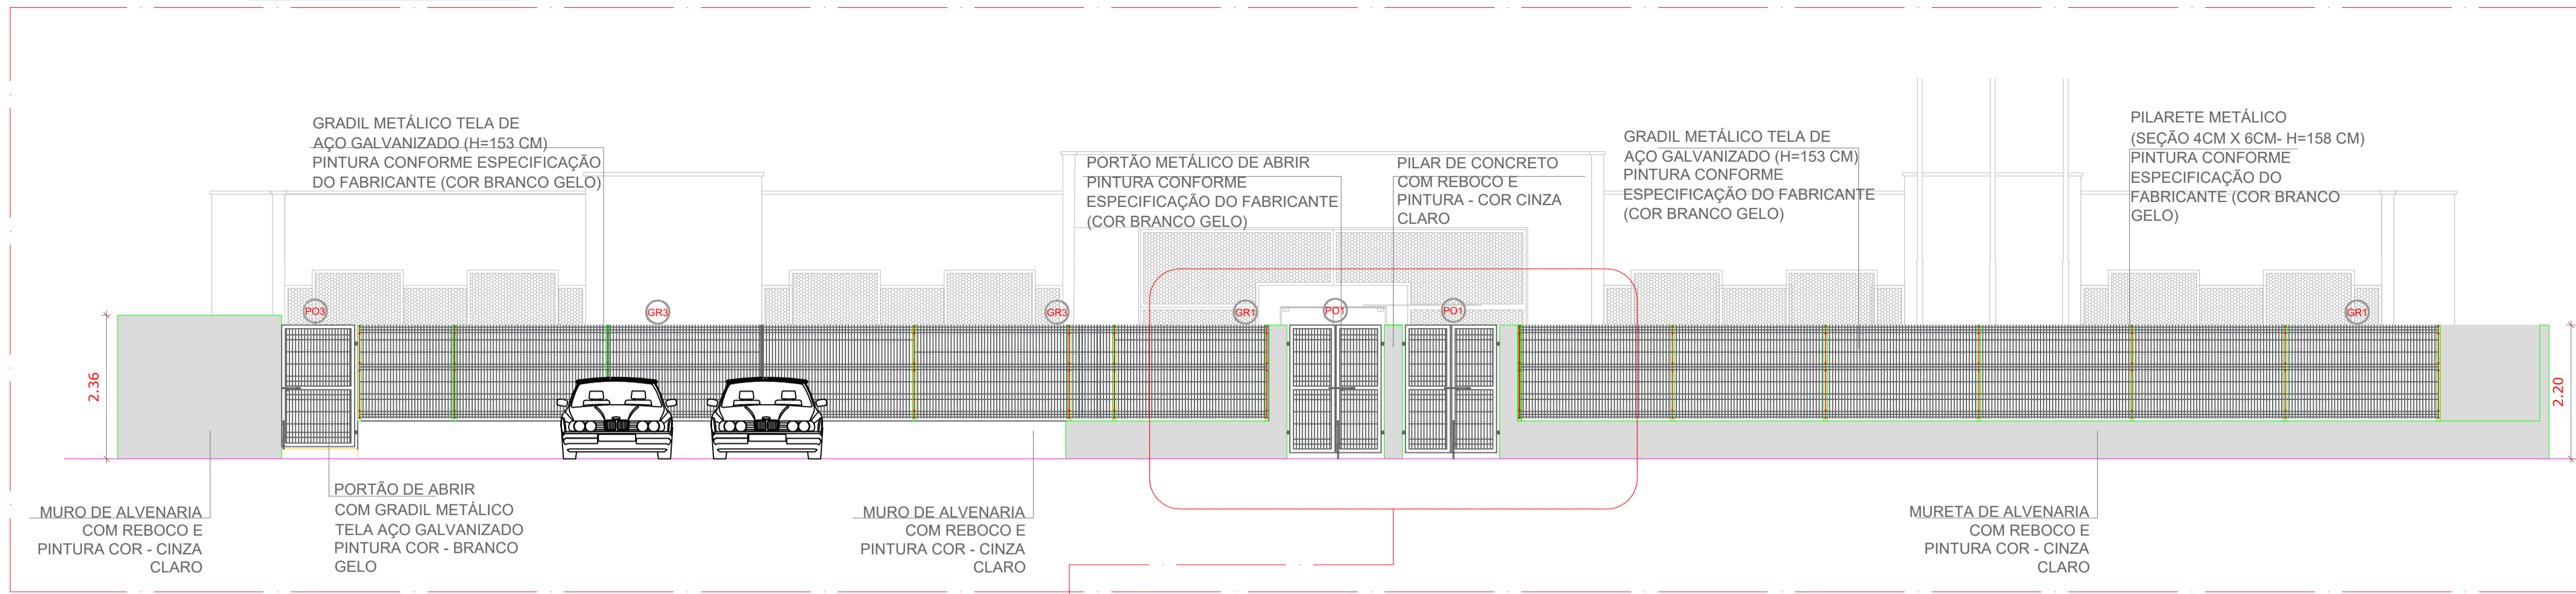 GRADIL METÁLICO TELA DE
AÇO GALVANIZADO (H=153 CM)
PINTURA CONFORME ESPECIFICAÇÃO
DO FABRICANTE (COR BRANCO GELO)
PORTÃO METÁLICO DE ABRIR
PINTURA CONFORME
ESPECIFICAÇÃO DO FABRICANTE
(COR BRANCO GELO)
PILAR DE CONCRETO
COM REBOCO E
PINTURA - COR CINZA
CLARO
GRADIL METÁLICO TELA DE
AÇO GALVANIZADO (H=153 CM)
PINTURA CONFORME
ESPECIFICAÇÃO DO FABRICANTE
(COR BRANCO GELO)
PILARETE METÁLICO
(SEÇÃO 4CM X 6CM- H=158 CM)
PINTURA CONFORME
ESPECIFICAÇÃO DO
FABRICANTE (COR BRANCO
GELO)
PO3
GR3
GR3
GR1
PO1
PO1
GR1
2.36
2.20
MURO DE ALVENARIA
COM REBOCO E
PINTURA COR - CINZA
CLARO
PORTÃO DE ABRIR
COM GRADIL METÁLICO
TELA AÇO GALVANIZADO
PINTURA COR - BRANCO
GELO
MURO DE ALVENARIA
COM REBOCO E
PINTURA COR - CINZA
CLARO
MURETA DE ALVENARIA
COM REBOCO E
PINTURA COR - CINZA
CLARO